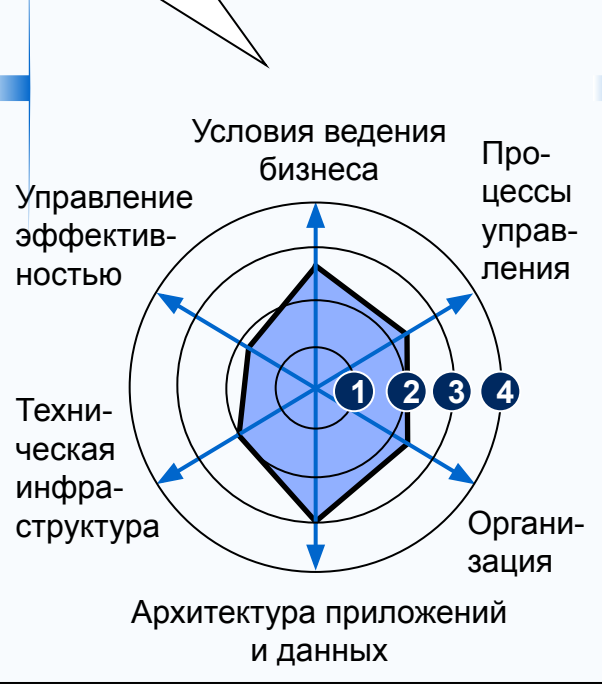 Условия ведения
бизнеса
Про-
цессы
управ-
ления
Управление
эффектив-
ностью
1 2 3 4
Техни-
ческая
инфра-
структура
Органи-
зация
Архитектура приложений
и данных